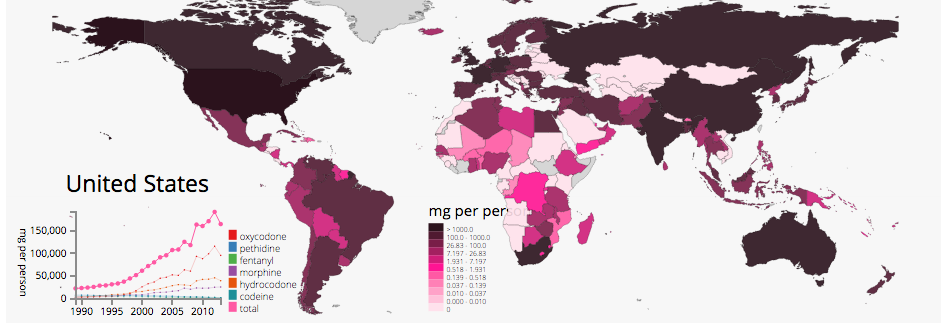 United States
mg per person
150,000
100,000
50,000
0
1990 1995 2000 2005 2010
oxycodone
pethidine
fentanyl
morphine
hydrocodone
codeine
total
mg per person
> 1000.0
100.0 - 1000.0
26.83 - 100.0
7.197 - 26.83
1.931 - 7.197
0.518 - 1.931
0.139 - 0.518
0.037 - 0.139
0.010 - 0.037
0.000 - 0.010
0